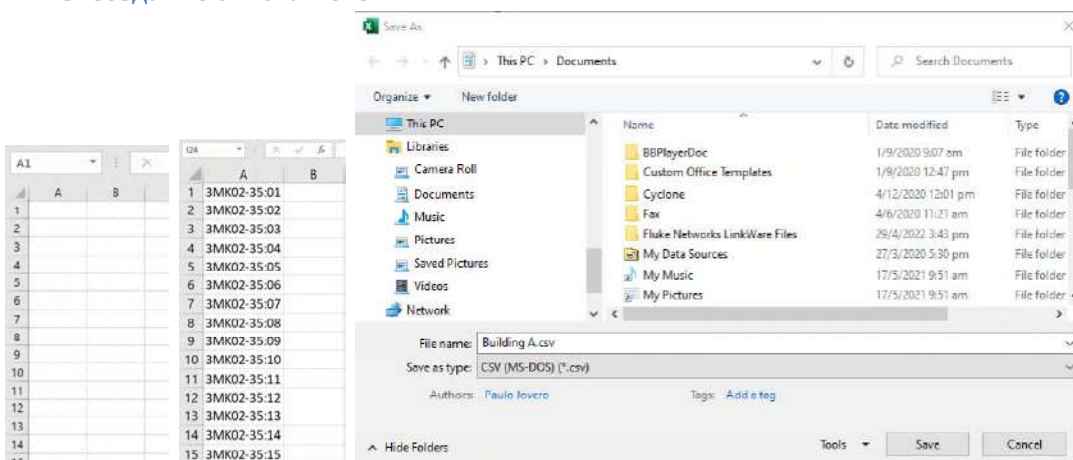 Save As
This PC > Documents
Search Documents
Organize
New folder
This PC
Libraries
Camera Roll
Documents
Music
Pictures
Saved Pictures
Videos
Network
Name
Date modified
Type
BBPlayerDoc
1/9/2020 9:07 am
File folder
Custom Office Templates
1/9/2020 12:47 pm
File folder
Cyclone
4/12/2020 12:01 pm
File folder
Fax
4/6/2020 11:21 am
File folder
Fluke Networks LinkWare Files
29/4/2022 3:43 pm
File folder
My Data Sources
27/3/2020 5:30 pm
File folder
My Music
17/5/2021 9:51 am
File folder
My Pictures
17/5/2021 9:51 am
File folder
File name: Building A.csv
Save as type: CSV (MS-DOS) (*.csv)
Authors: Paulo Jovero
Tags: Add a tag
Hide Folders
Tools
Save
Cancel
A1
A B
1
2
3
4
5
6
7
8
9
10
11
12
13
14
I24
A B
1 3MK02-35:01
2 3MK02-35:02
3 3MK02-35:03
4 3MK02-35:04
5 3MK02-35:05
6 3MK02-35:06
7 3MK02-35:07
8 3MK02-35:08
9 3MK02-35:09
10 3MK02-35:10
11 3MK02-35:11
12 3MK02-35:12
13 3MK02-35:13
14 3MK02-35:14
15 3MK02-35:15